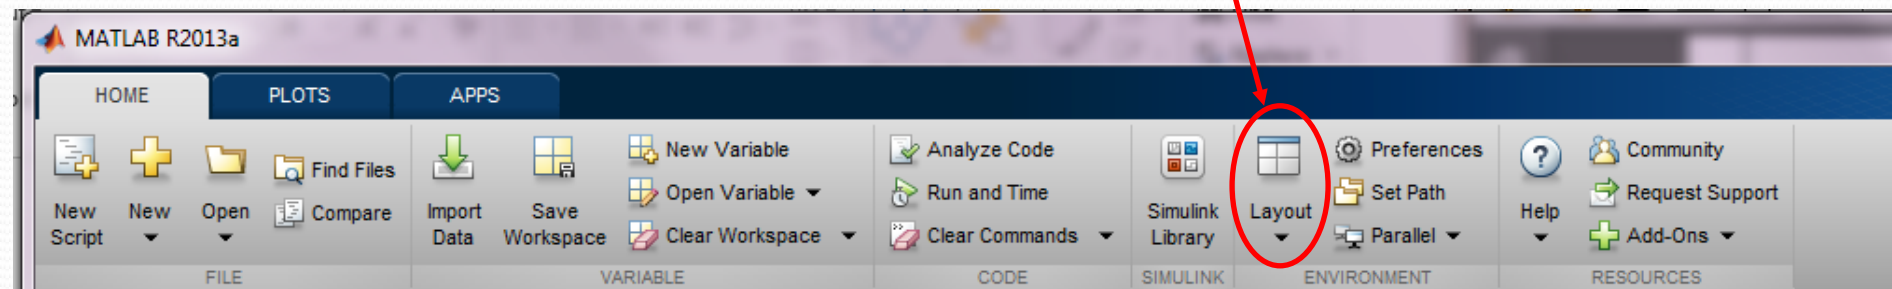 MATLAB R2013a
HOME
PLOTS
APPS
New
Script
New
Open
Find Files
Compare
FILE
Import
Data
Save
Workspace
New Variable
Open Variable
Clear Workspace
VARIABLE
Analyze Code
Run and Time
Clear Commands
CODE
Simulink
Library
SIMULINK
Layout
Preferences
Set Path
Parallel
ENVIRONMENT
Help
Community
Request Support
Add-Ons
RESOURCES